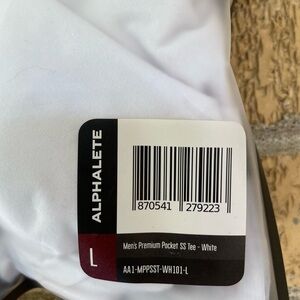 ALPHALETE
L
870541 279223
Men's Premium Pocket SS Tee - White
AA1-MPPSST-WH101-L